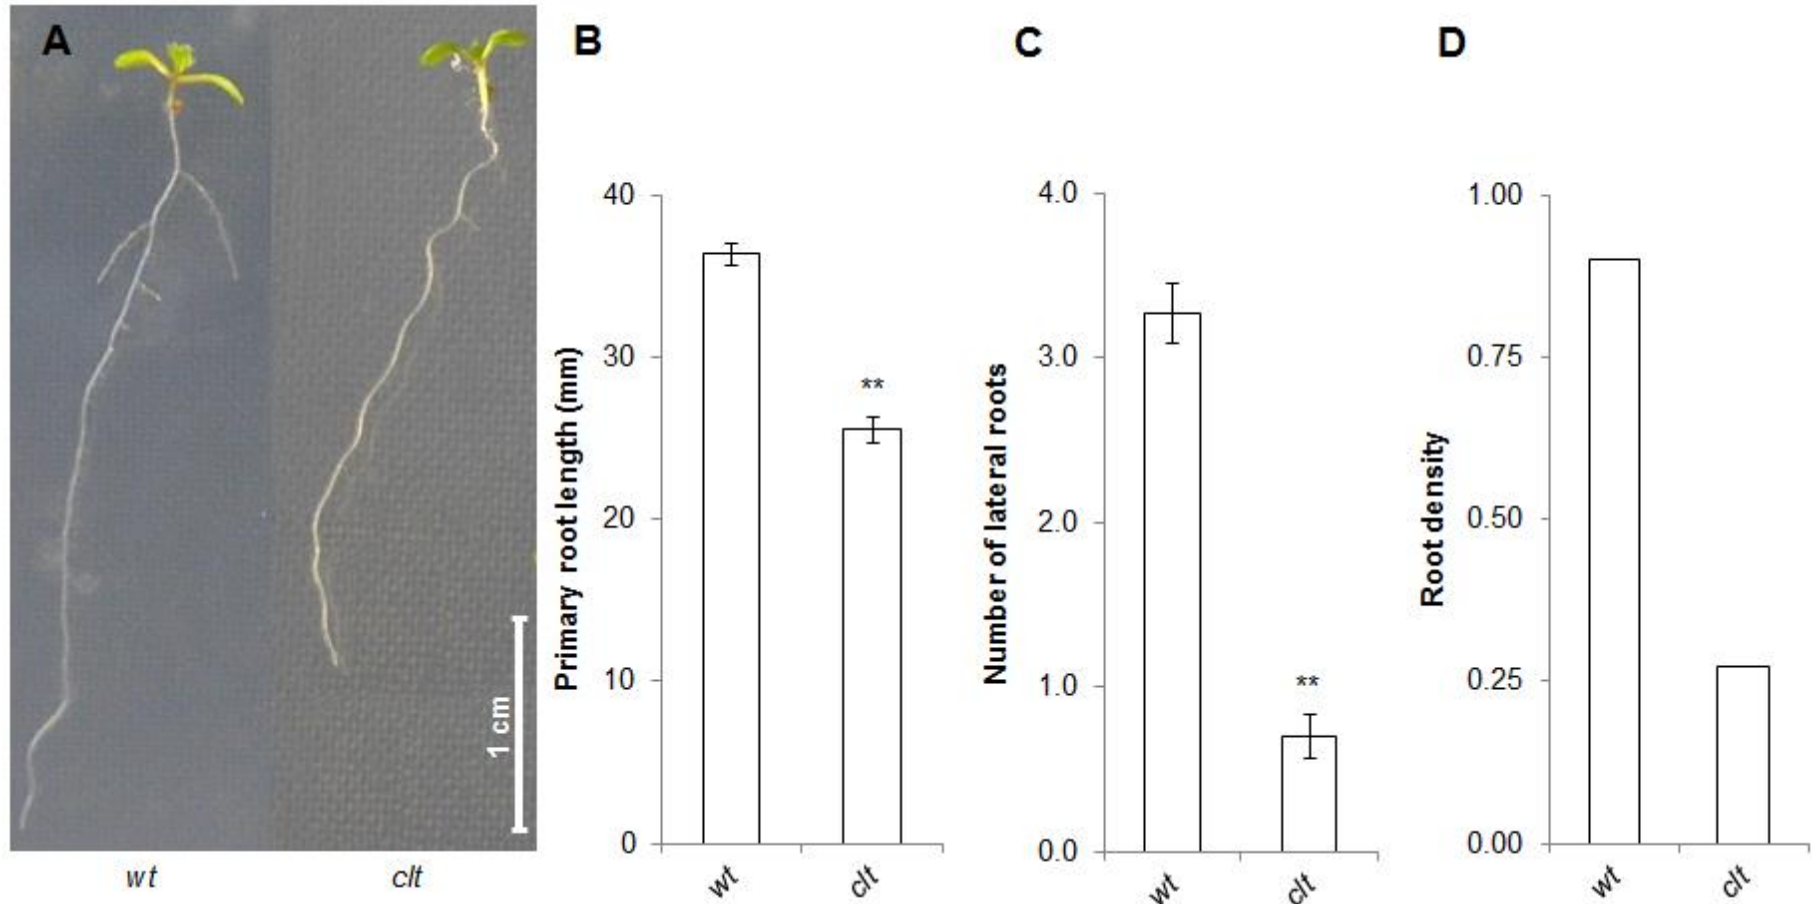 A
B
C
D
1 cm
wt
clt
Primary root length (mm)
40
30
20
10
0
**
wt
clt
Number of lateral roots
4.0
3.0
2.0
1.0
0.0
**
wt
clt
Root density
1.00
0.75
0.50
0.25
0.00
wt
clt